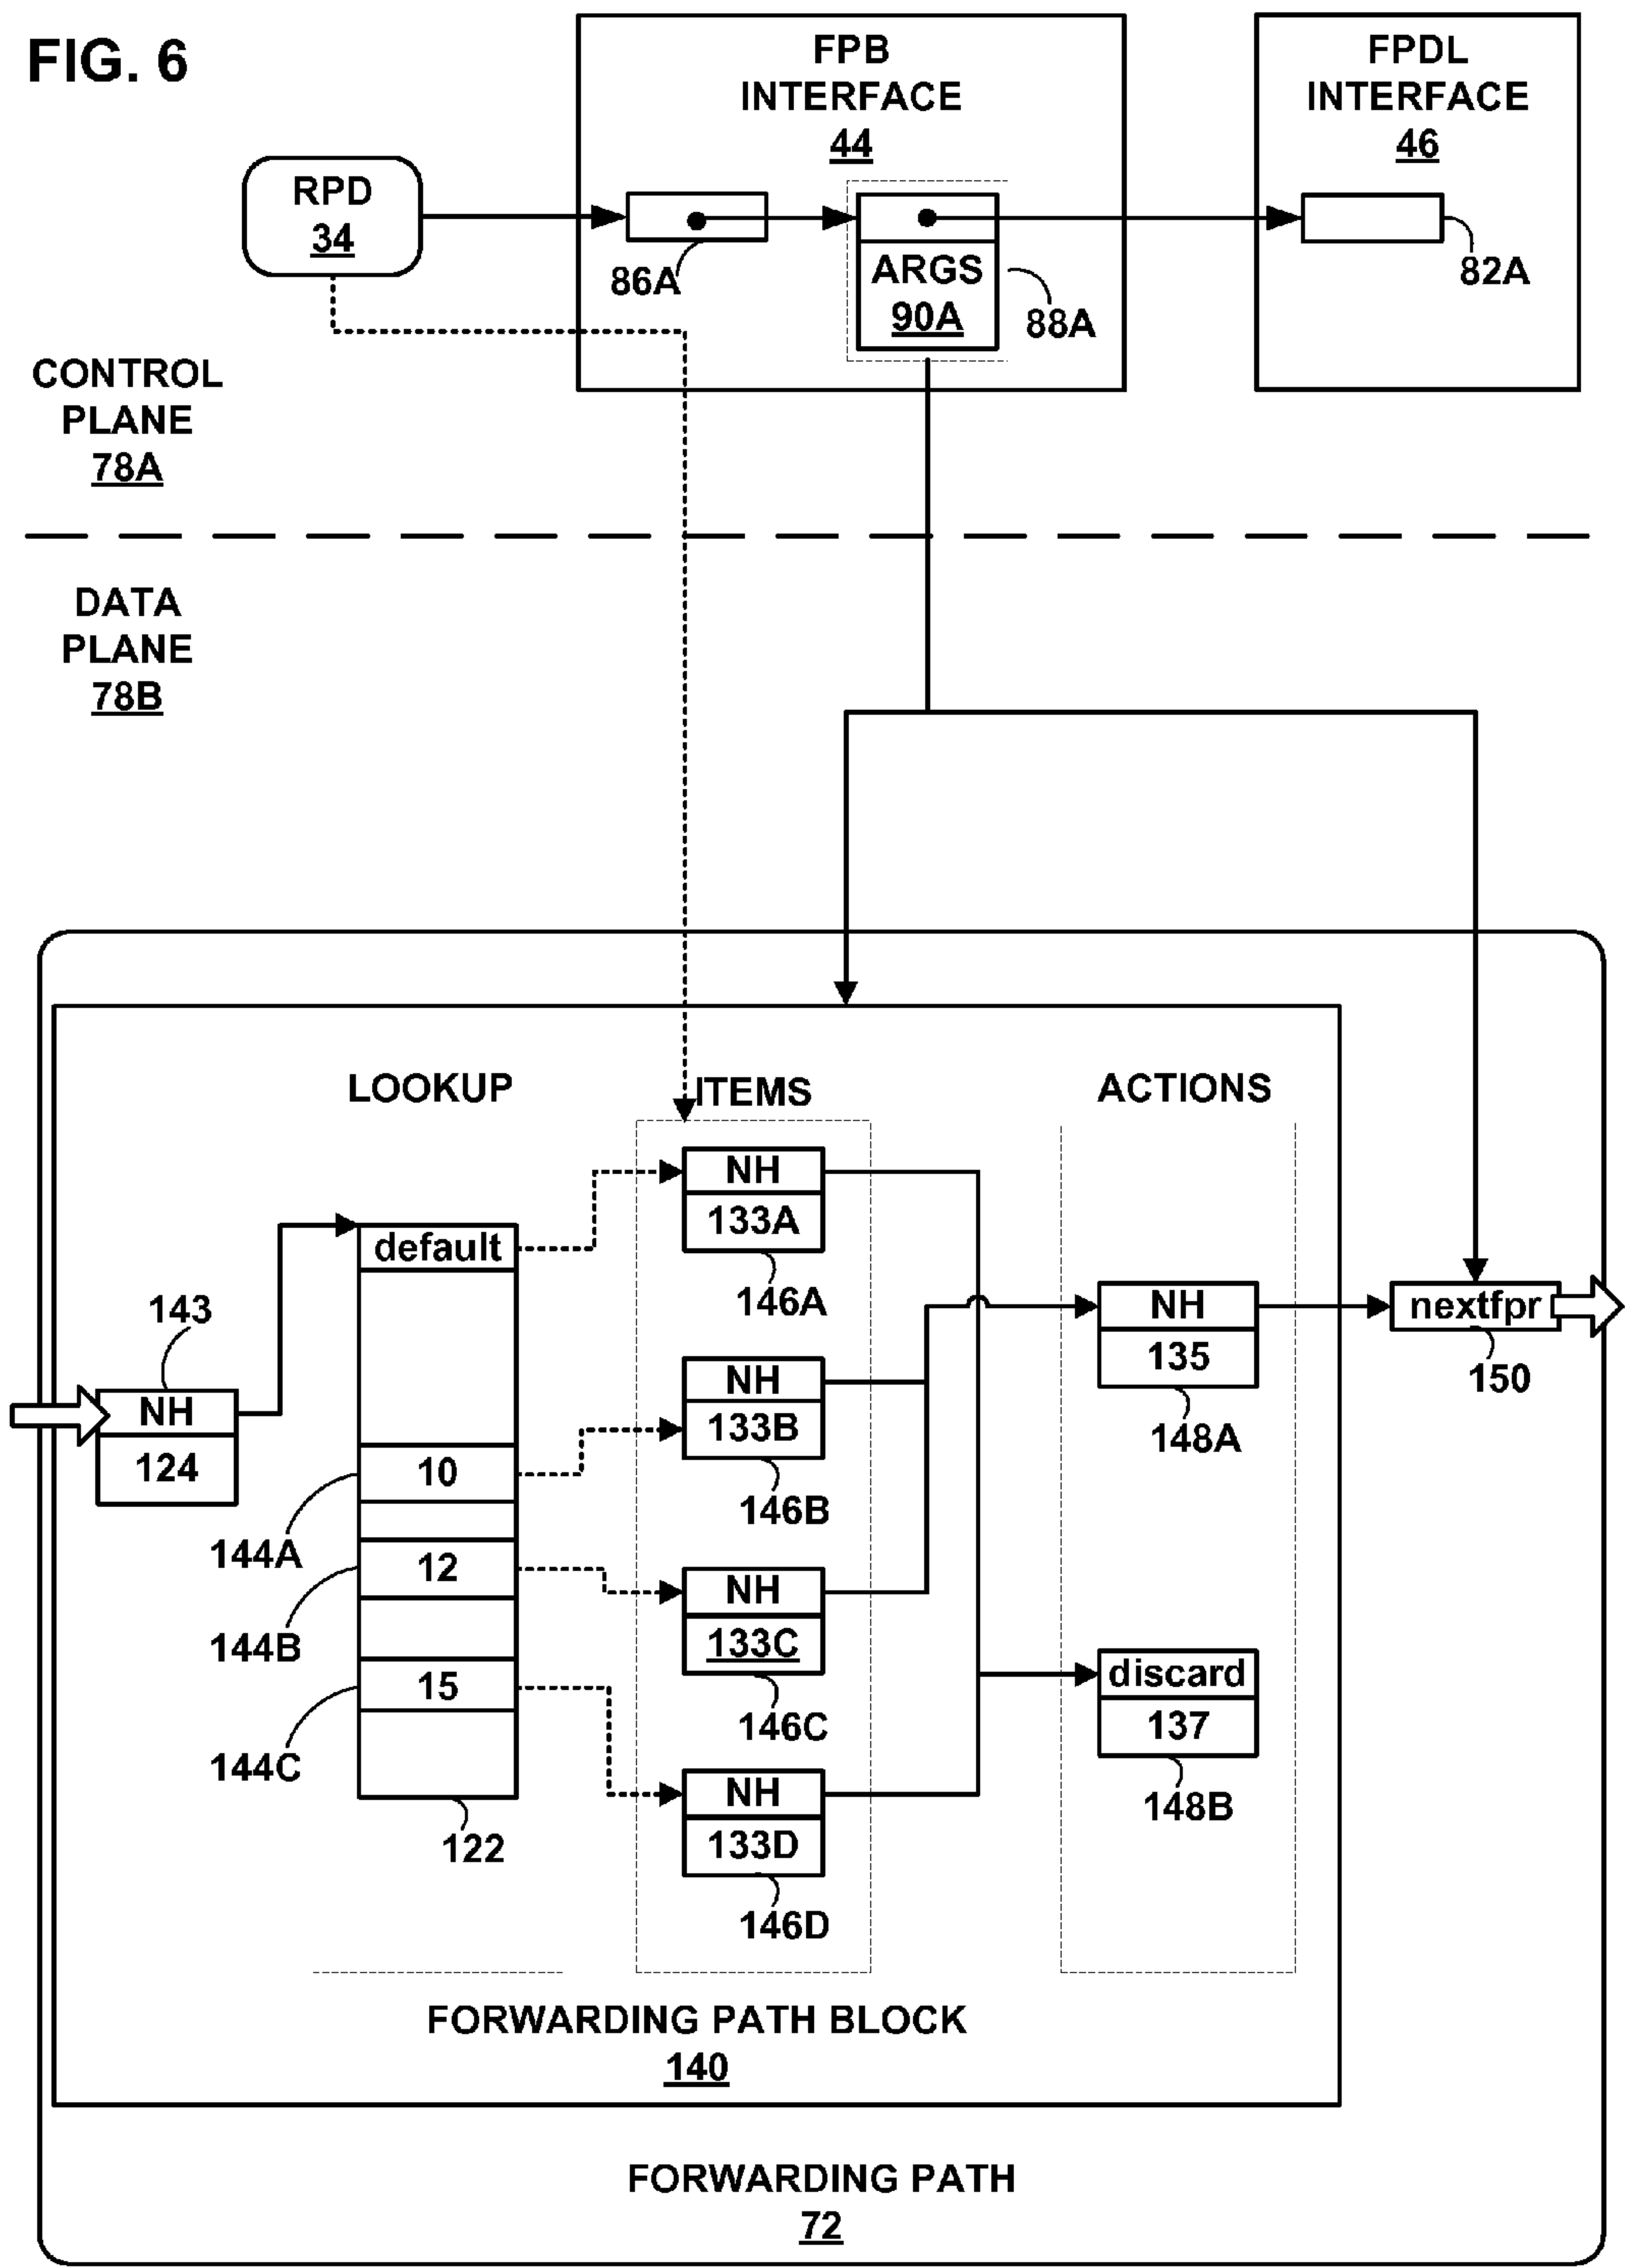 FIG. 6
FPB
INTERFACE
44
FPDL
INTERFACE
46
RPD
34
86A
ARGS
90A
88A
82A
CONTROL
PLANE
78A
DATA
PLANE
78B
LOOKUP
ITEMS
ACTIONS
default
10
12
15
143
NH
124
144A
144B
144C
122
NH
133A
146A
NH
133B
146B
NH
133C
146C
NH
133D
146D
NH
135
148A
discard
137
148B
nextfpr
150
FORWARDING PATH BLOCK
140
FORWARDING PATH
72